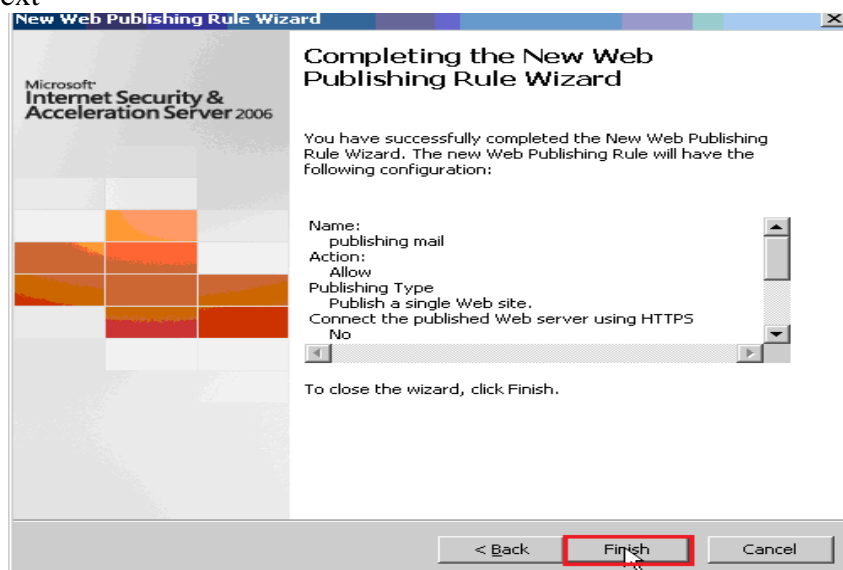 ext
New Web Publishing Rule Wizard
Microsoft
Internet Security &
Acceleration Server 2006
Completing the New Web
Publishing Rule Wizard
You have successfully completed the New Web Publishing
Rule Wizard. The new Web Publishing Rule will have the
following configuration:
Name:
publishing mail
Action:
Allow
Publishing Type
Publish a single Web site.
Connect the published Web server using HTTPS
No
To close the wizard, click Finish.
< Back
Finish
Cancel